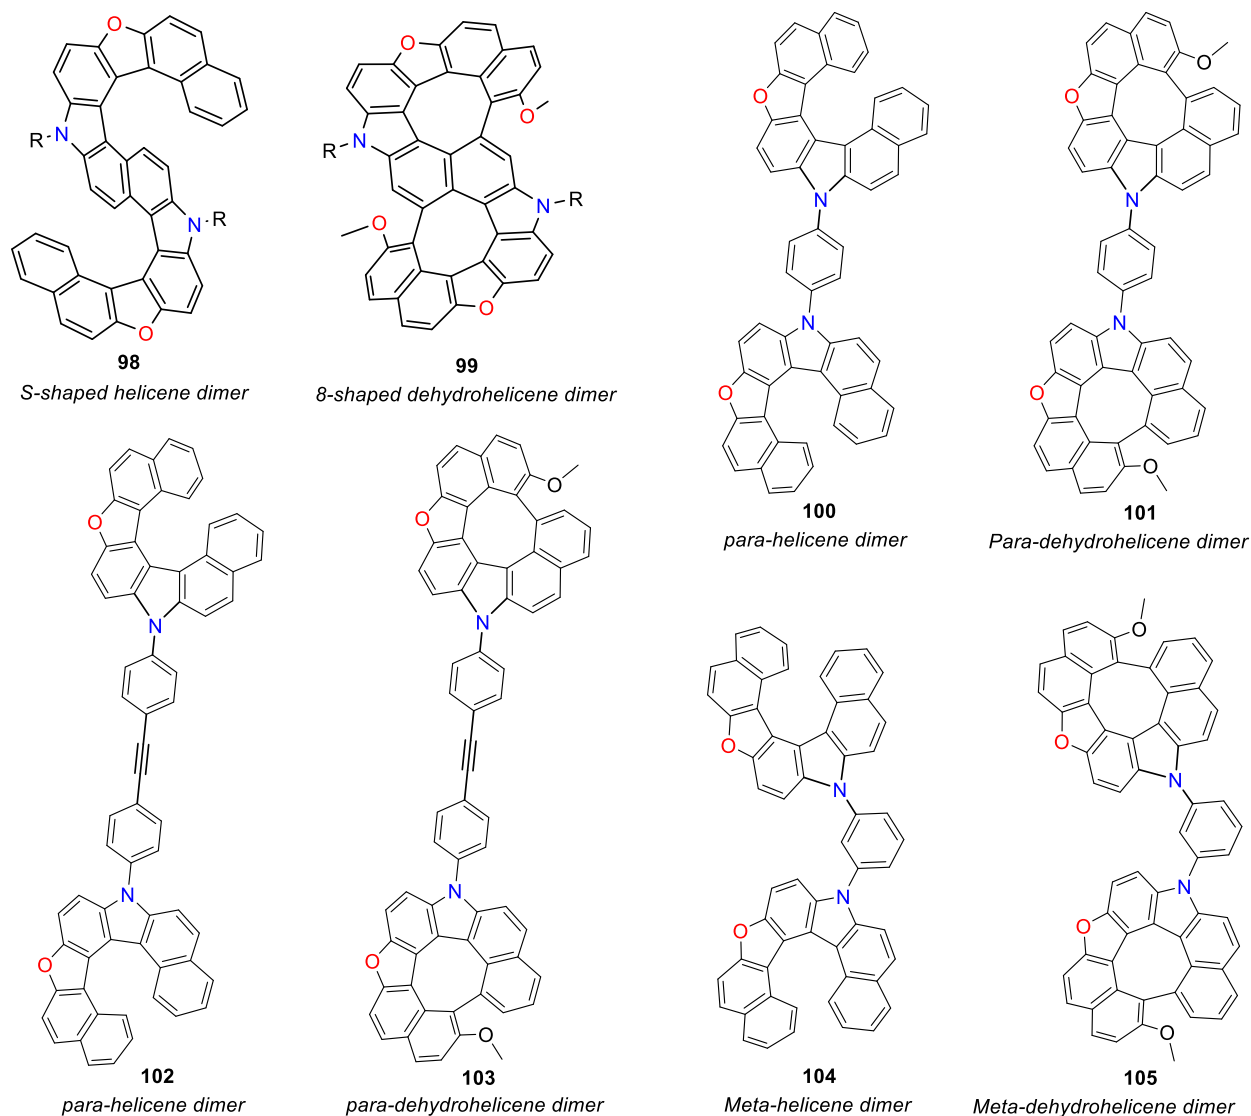 O
R
N
N
R
O
98
S-shaped helicene dimer
O
R
N
O
O
N
R
O
99
8-shaped dehydrohelicene dimer
O
N
N
O
100
para-helicene dimer
O
O
N
N
O
O
101
Para-dehydrohelicene dimer
O
N
N
O
102
para-helicene dimer
O
O
N
N
O
O
103
para-dehydrohelicene dimer
O
N
N
O
104
Meta-helicene dimer
O
O
N
N
O
O
105
Meta-dehydrohelicene dimer